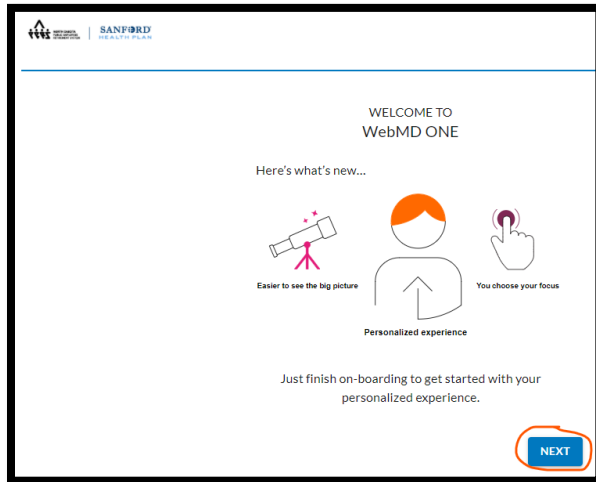 SANFORD
HEALTH PLAN
WELCOME TO
WebMD ONE
Here's what's new...
Easier to see the big picture
You choose your focus
Personalized experience
Just finish on-boarding to get started with your
personalized experience.
NEXT